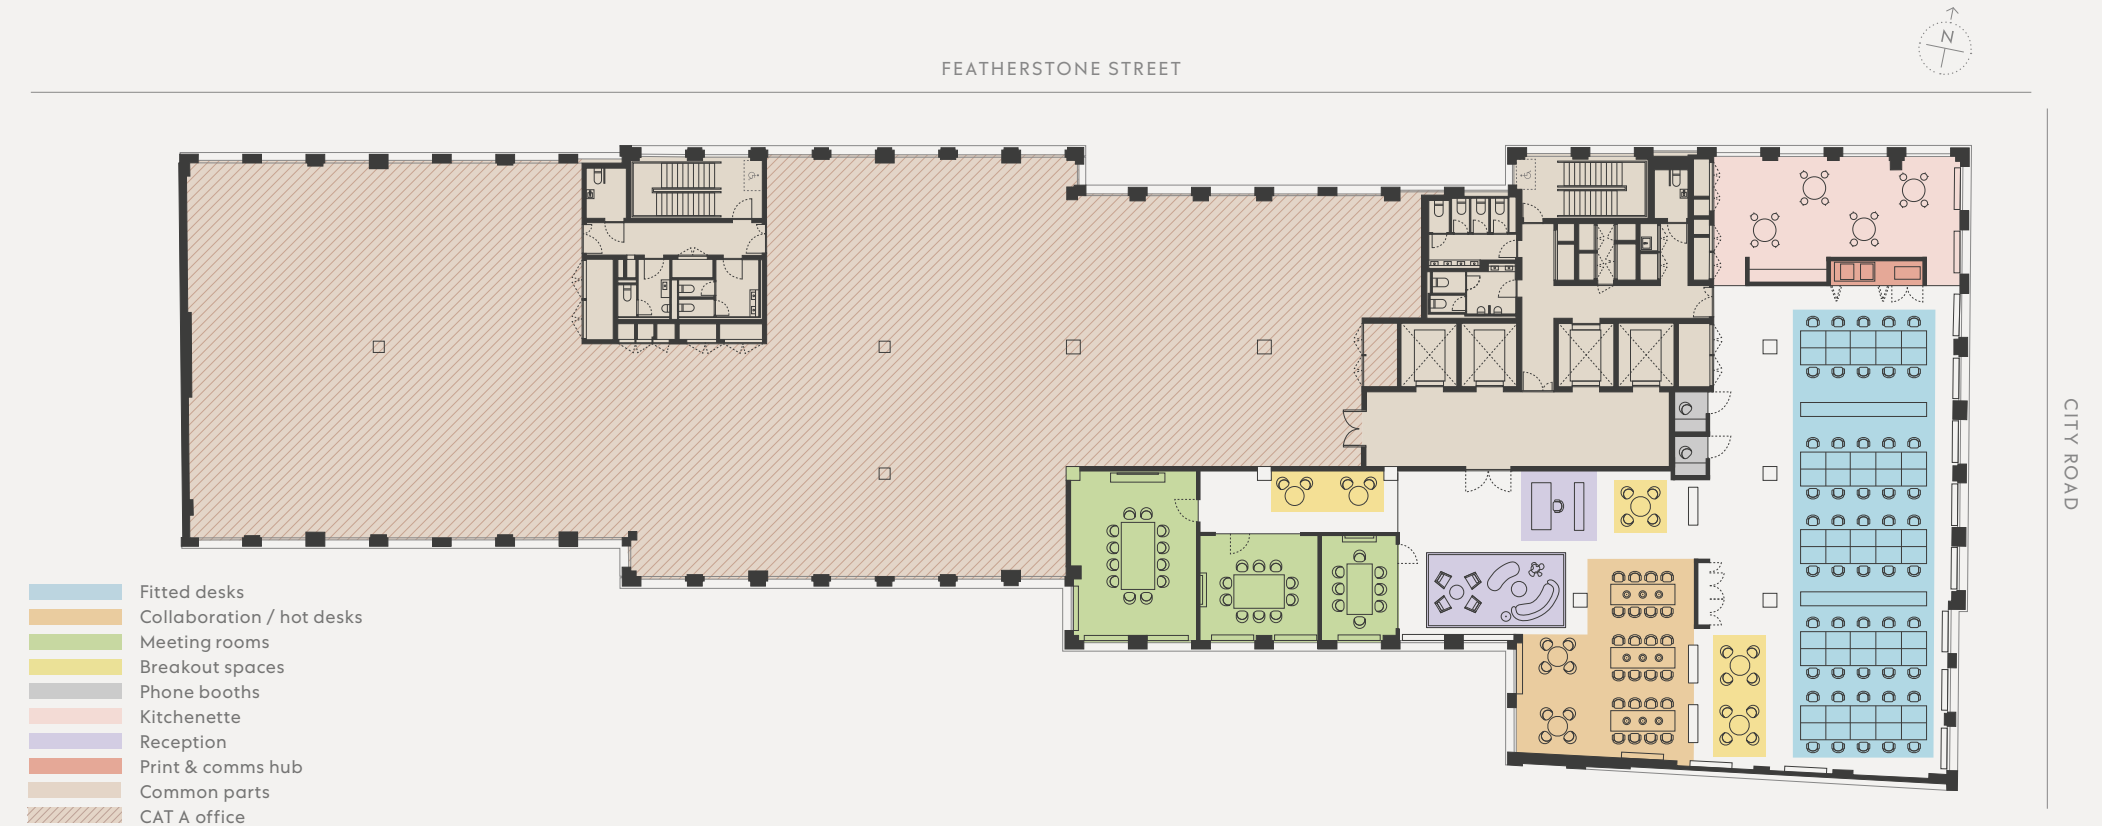 N
FEATHERSTONE STREET
CITY ROAD
Fitted desks
Collaboration / hot desks
Meeting rooms
Breakout spaces
Phone booths
Kitchenette
Reception
Print & comms hub
Common parts
CAT A office